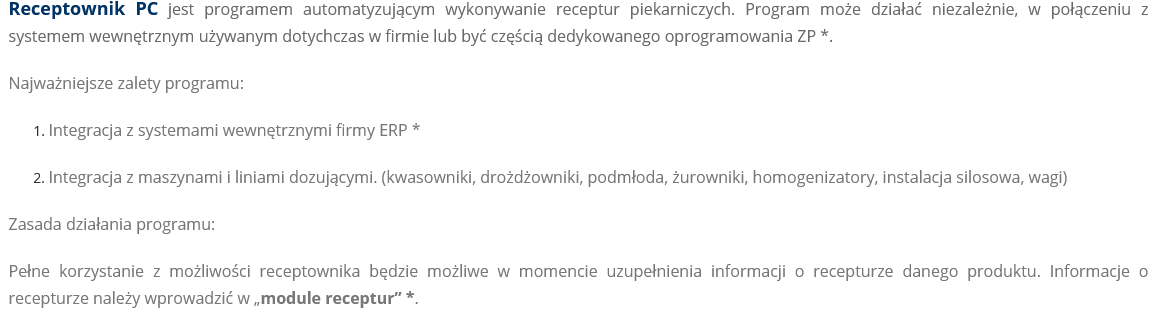 Receptownik PC jest programem automatyzującym wykonywanie receptur piekarniczych. Program może działać niezależnie, w połączeniu z
systemem wewnętrznym używanym dotychczas w firmie lub być częścią dedykowanego oprogramowania ZP *.
Najważniejsze zalety programu:
1. Integracja z systemami wewnętrznymi firmy ERP *
2. Integracja z maszynami i liniami dozującymi. (kwasowniki, drożdżowniki, podmłoda, żurowniki, homogenizatory, instalacja silosowa, wagi)
Zasada działania programu:
Pełne korzystanie z możliwości receptownika będzie możliwe w momencie uzupełnienia informacji o recepturze danego produktu. Informacje o
recepturze należy wprowadzić w „module receptur” *.